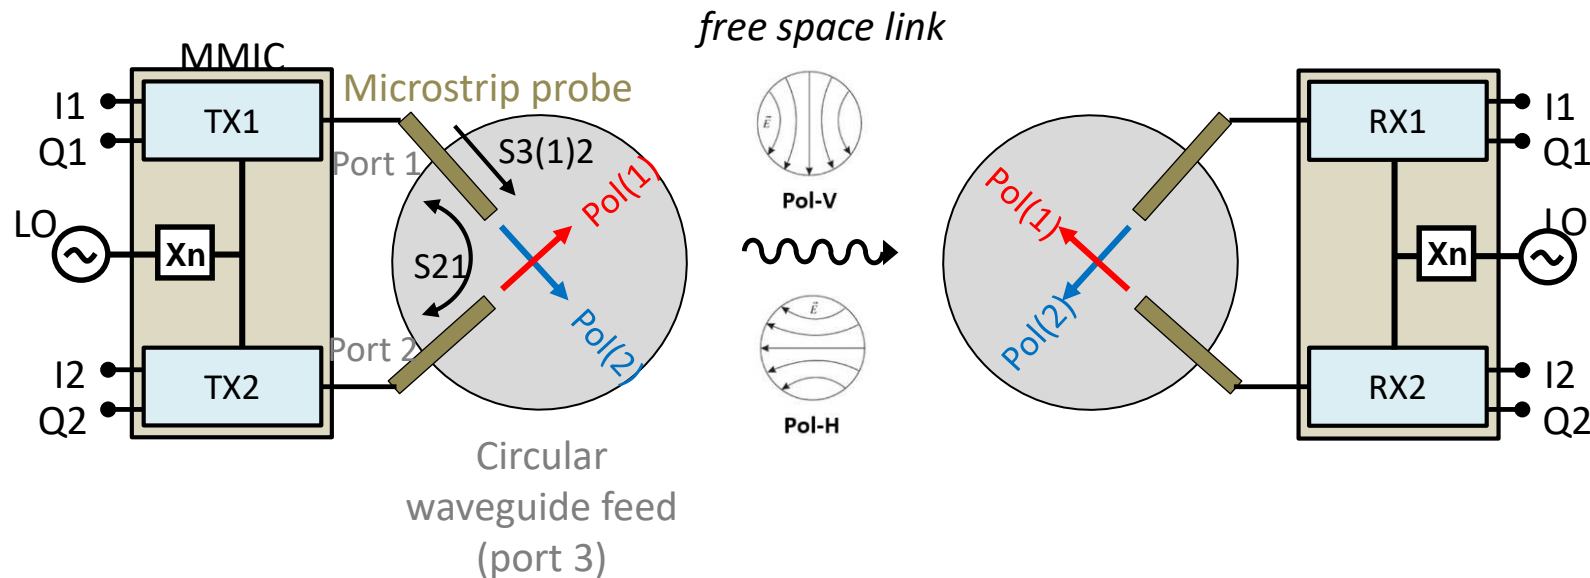 free space link
MMIC
I1
Q1
TX1
Microstrip probe
Port 1
S3(1)2
Pol(1)
LO
Xn
S21
Pol(2)
Port 2
I2
Q2
TX2
Circular
waveguide feed
(port 3)
E
Pol-V
E
Pol-H
Pol(1)
Pol(2)
RX1
I1
Q1
Xn
LO
RX2
I2
Q2